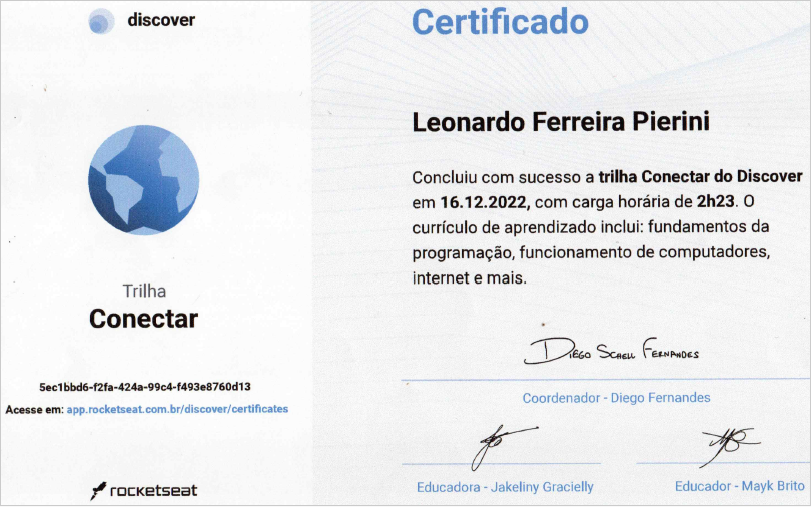 discover
Certificado
Leonardo Ferreira Pierini
Concluiu com sucesso a trilha Conectar do Discover
em 16.12.2022, com carga horária de 2h23. O
currículo de aprendizado inclui: fundamentos da
programação, funcionamento de computadores,
internet e mais.
Trilha
Conectar
5ec1bbd6-f2fa-424a-99c4-f493e8760d13
Acesse em: app.rocketseat.com.br/discover/certificates
rocketseat
Diego Schell Fernandes
Coordenador - Diego Fernandes
Educadora - Jakeliny Gracielly
Educador - Mayk Brito